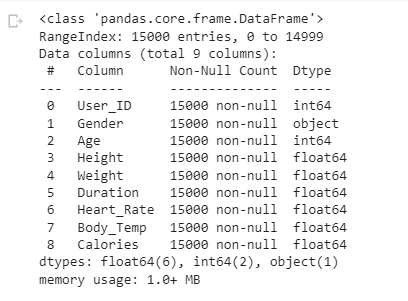 <class 'pandas.core.frame.DataFrame'>
RangeIndex: 15000 entries, 0 to 14999
Data columns (total 9 columns):
 #   Column      Non-Null Count  Dtype
---  ------      --------------  -----
 0   User_ID     15000 non-null  int64
 1   Gender      15000 non-null  object
 2   Age         15000 non-null  int64
 3   Height      15000 non-null  float64
 4   Weight      15000 non-null  float64
 5   Duration    15000 non-null  float64
 6   Heart_Rate  15000 non-null  float64
 7   Body_Temp   15000 non-null  float64
 8   Calories    15000 non-null  float64
dtypes: float64(6), int64(2), object(1)
memory usage: 1.0+ MB